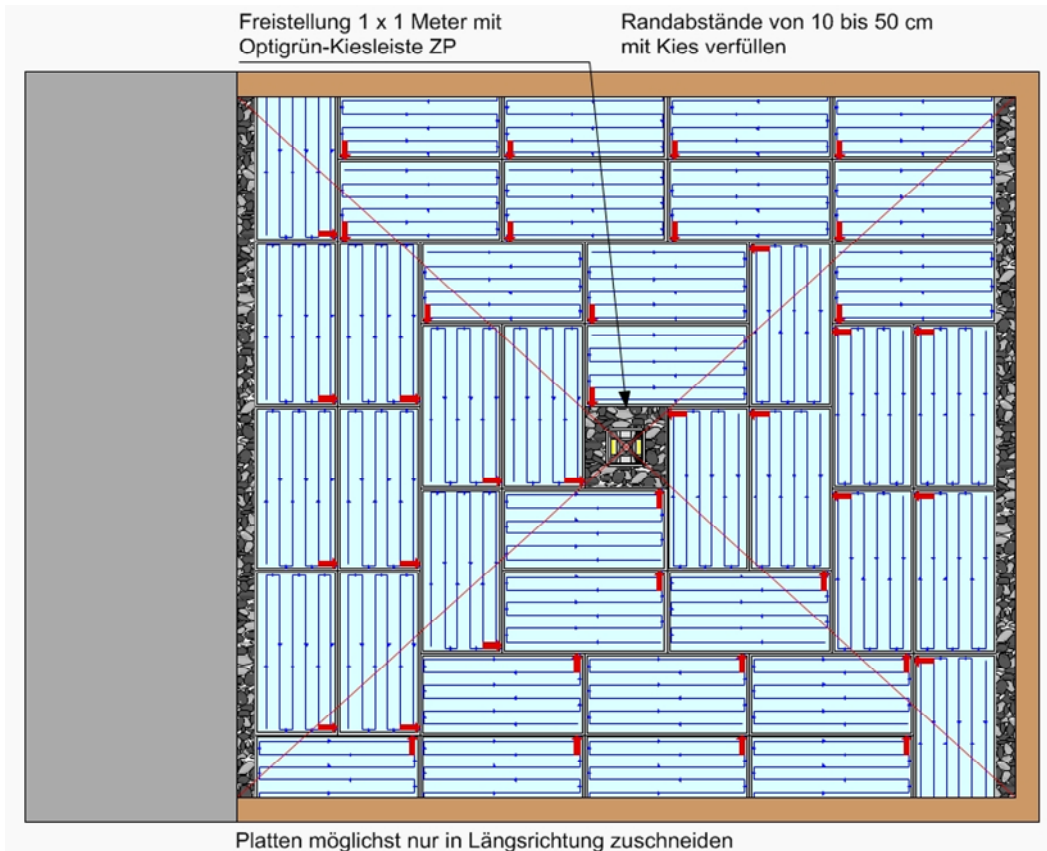 Freistellung 1 x 1 Meter mit
Optigrün-Kiesleiste ZP
Randabstände von 10 bis 50 cm
mit Kies verfüllen
Platten möglichst nur in Längsrichtung zuschneiden